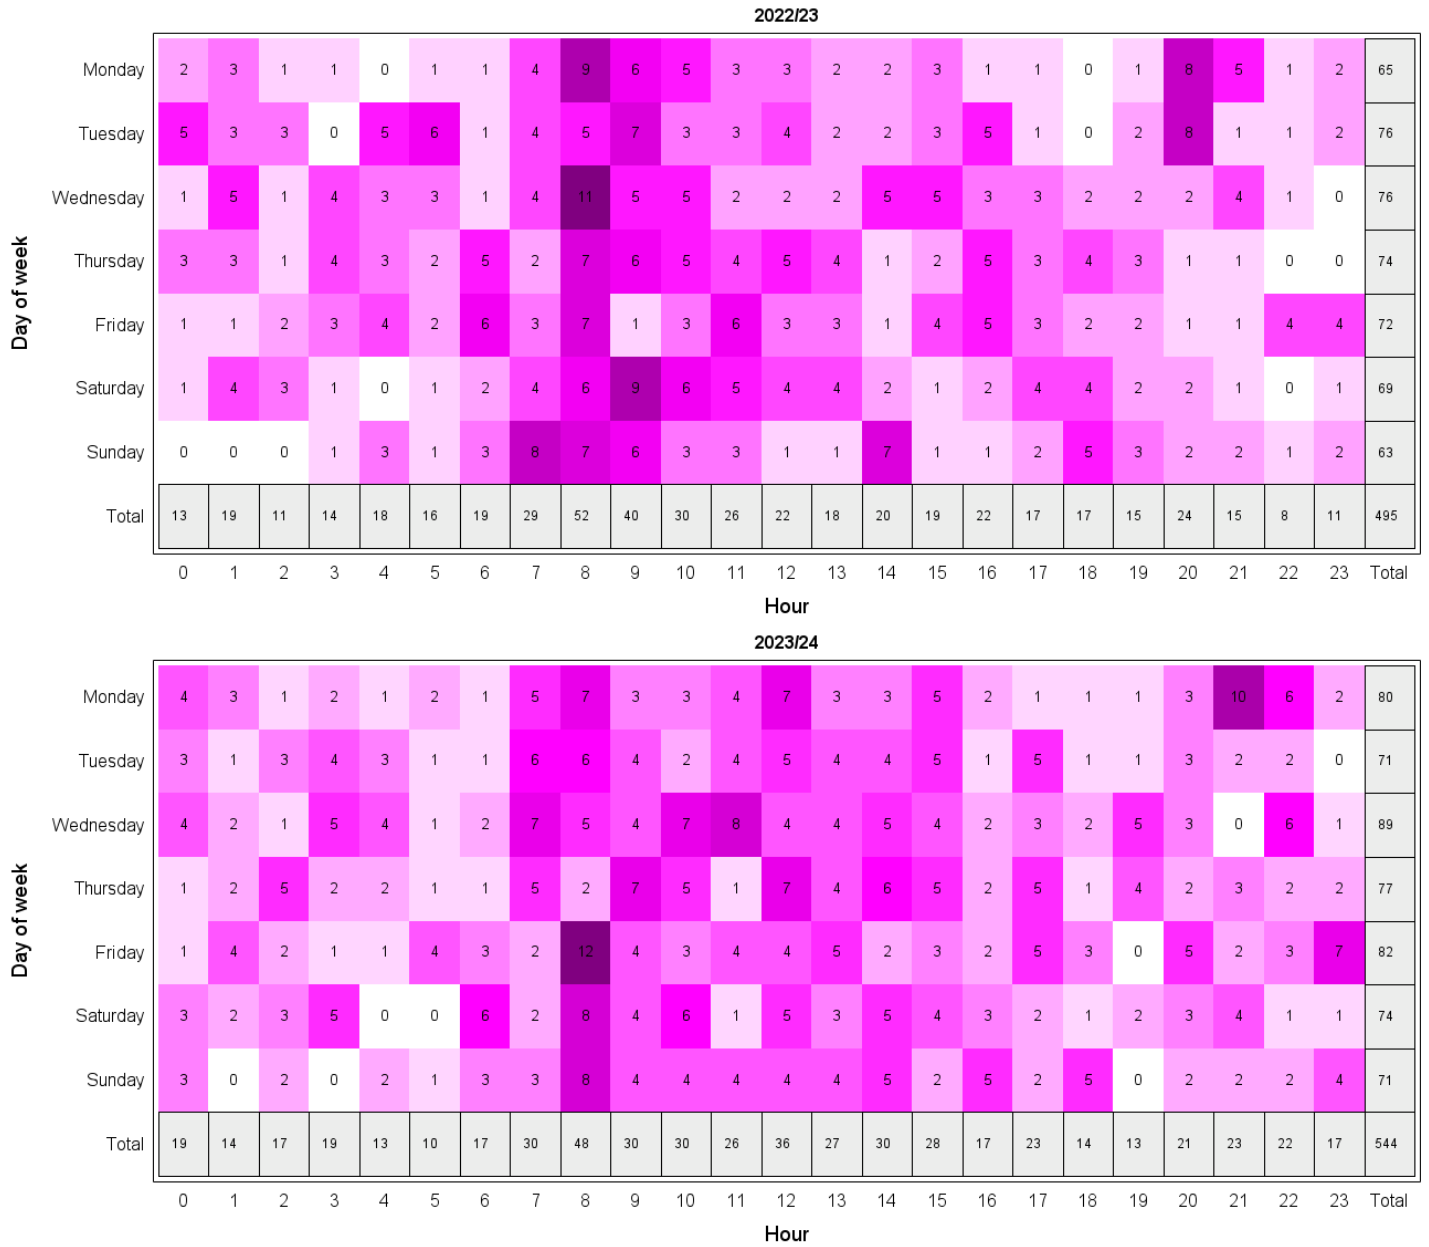 2022/23
Monday 2 3 1 1 0 1 1 4 9 6 5 3 3 2 2 3 1 1 0 1 8 5 1 2 65
Tuesday 5 3 3 0 5 6 1 4 5 7 3 3 4 2 2 3 5 1 0 2 8 1 1 2 76
Wednesday 1 5 1 4 3 3 1 4 11 5 5 2 2 2 5 5 3 3 2 2 2 4 1 0 76
Thursday 3 3 1 4 3 2 5 2 7 6 5 4 5 4 1 2 5 3 4 3 1 1 0 0 74
Friday 1 1 2 3 4 2 6 3 7 1 3 6 3 3 1 4 5 3 2 2 1 1 4 4 72
Saturday 1 4 3 1 0 1 2 4 6 9 6 5 4 4 2 1 2 4 4 2 2 1 0 1 69
Sunday 0 0 0 1 3 1 3 8 7 6 3 3 1 1 7 1 1 2 5 3 2 2 1 2 63
Total 13 19 11 14 18 16 19 29 52 40 30 26 22 18 20 19 22 17 17 15 24 15 8 11 495
0 1 2 3 4 5 6 7 8 9 10 11 12 13 14 15 16 17 18 19 20 21 22 23 Total
Hour
Day of week
2023/24
Monday 4 3 1 2 1 2 1 5 7 3 3 4 7 3 3 5 2 1 1 1 3 10 6 2 80
Tuesday 3 1 3 4 3 1 1 6 6 4 2 4 5 4 4 5 1 5 1 1 3 2 2 0 71
Wednesday 4 2 1 5 4 1 2 7 5 4 7 8 4 4 5 4 2 3 2 5 3 0 6 1 89
Thursday 1 2 5 2 2 1 1 5 2 7 5 1 7 4 6 5 2 5 1 4 2 3 2 2 77
Friday 1 4 2 1 1 4 3 2 12 4 3 4 4 5 2 3 2 5 3 0 5 2 3 7 82
Saturday 3 2 3 5 0 0 6 2 8 4 6 1 5 3 5 4 3 2 1 2 3 4 1 1 74
Sunday 3 0 2 0 2 1 3 3 8 4 4 4 4 4 5 2 5 2 5 0 2 2 2 4 71
Total 19 14 17 19 13 10 17 30 48 30 30 26 36 27 30 28 17 23 14 13 21 23 22 17 544
0 1 2 3 4 5 6 7 8 9 10 11 12 13 14 15 16 17 18 19 20 21 22 23 Total
Hour
Day of week